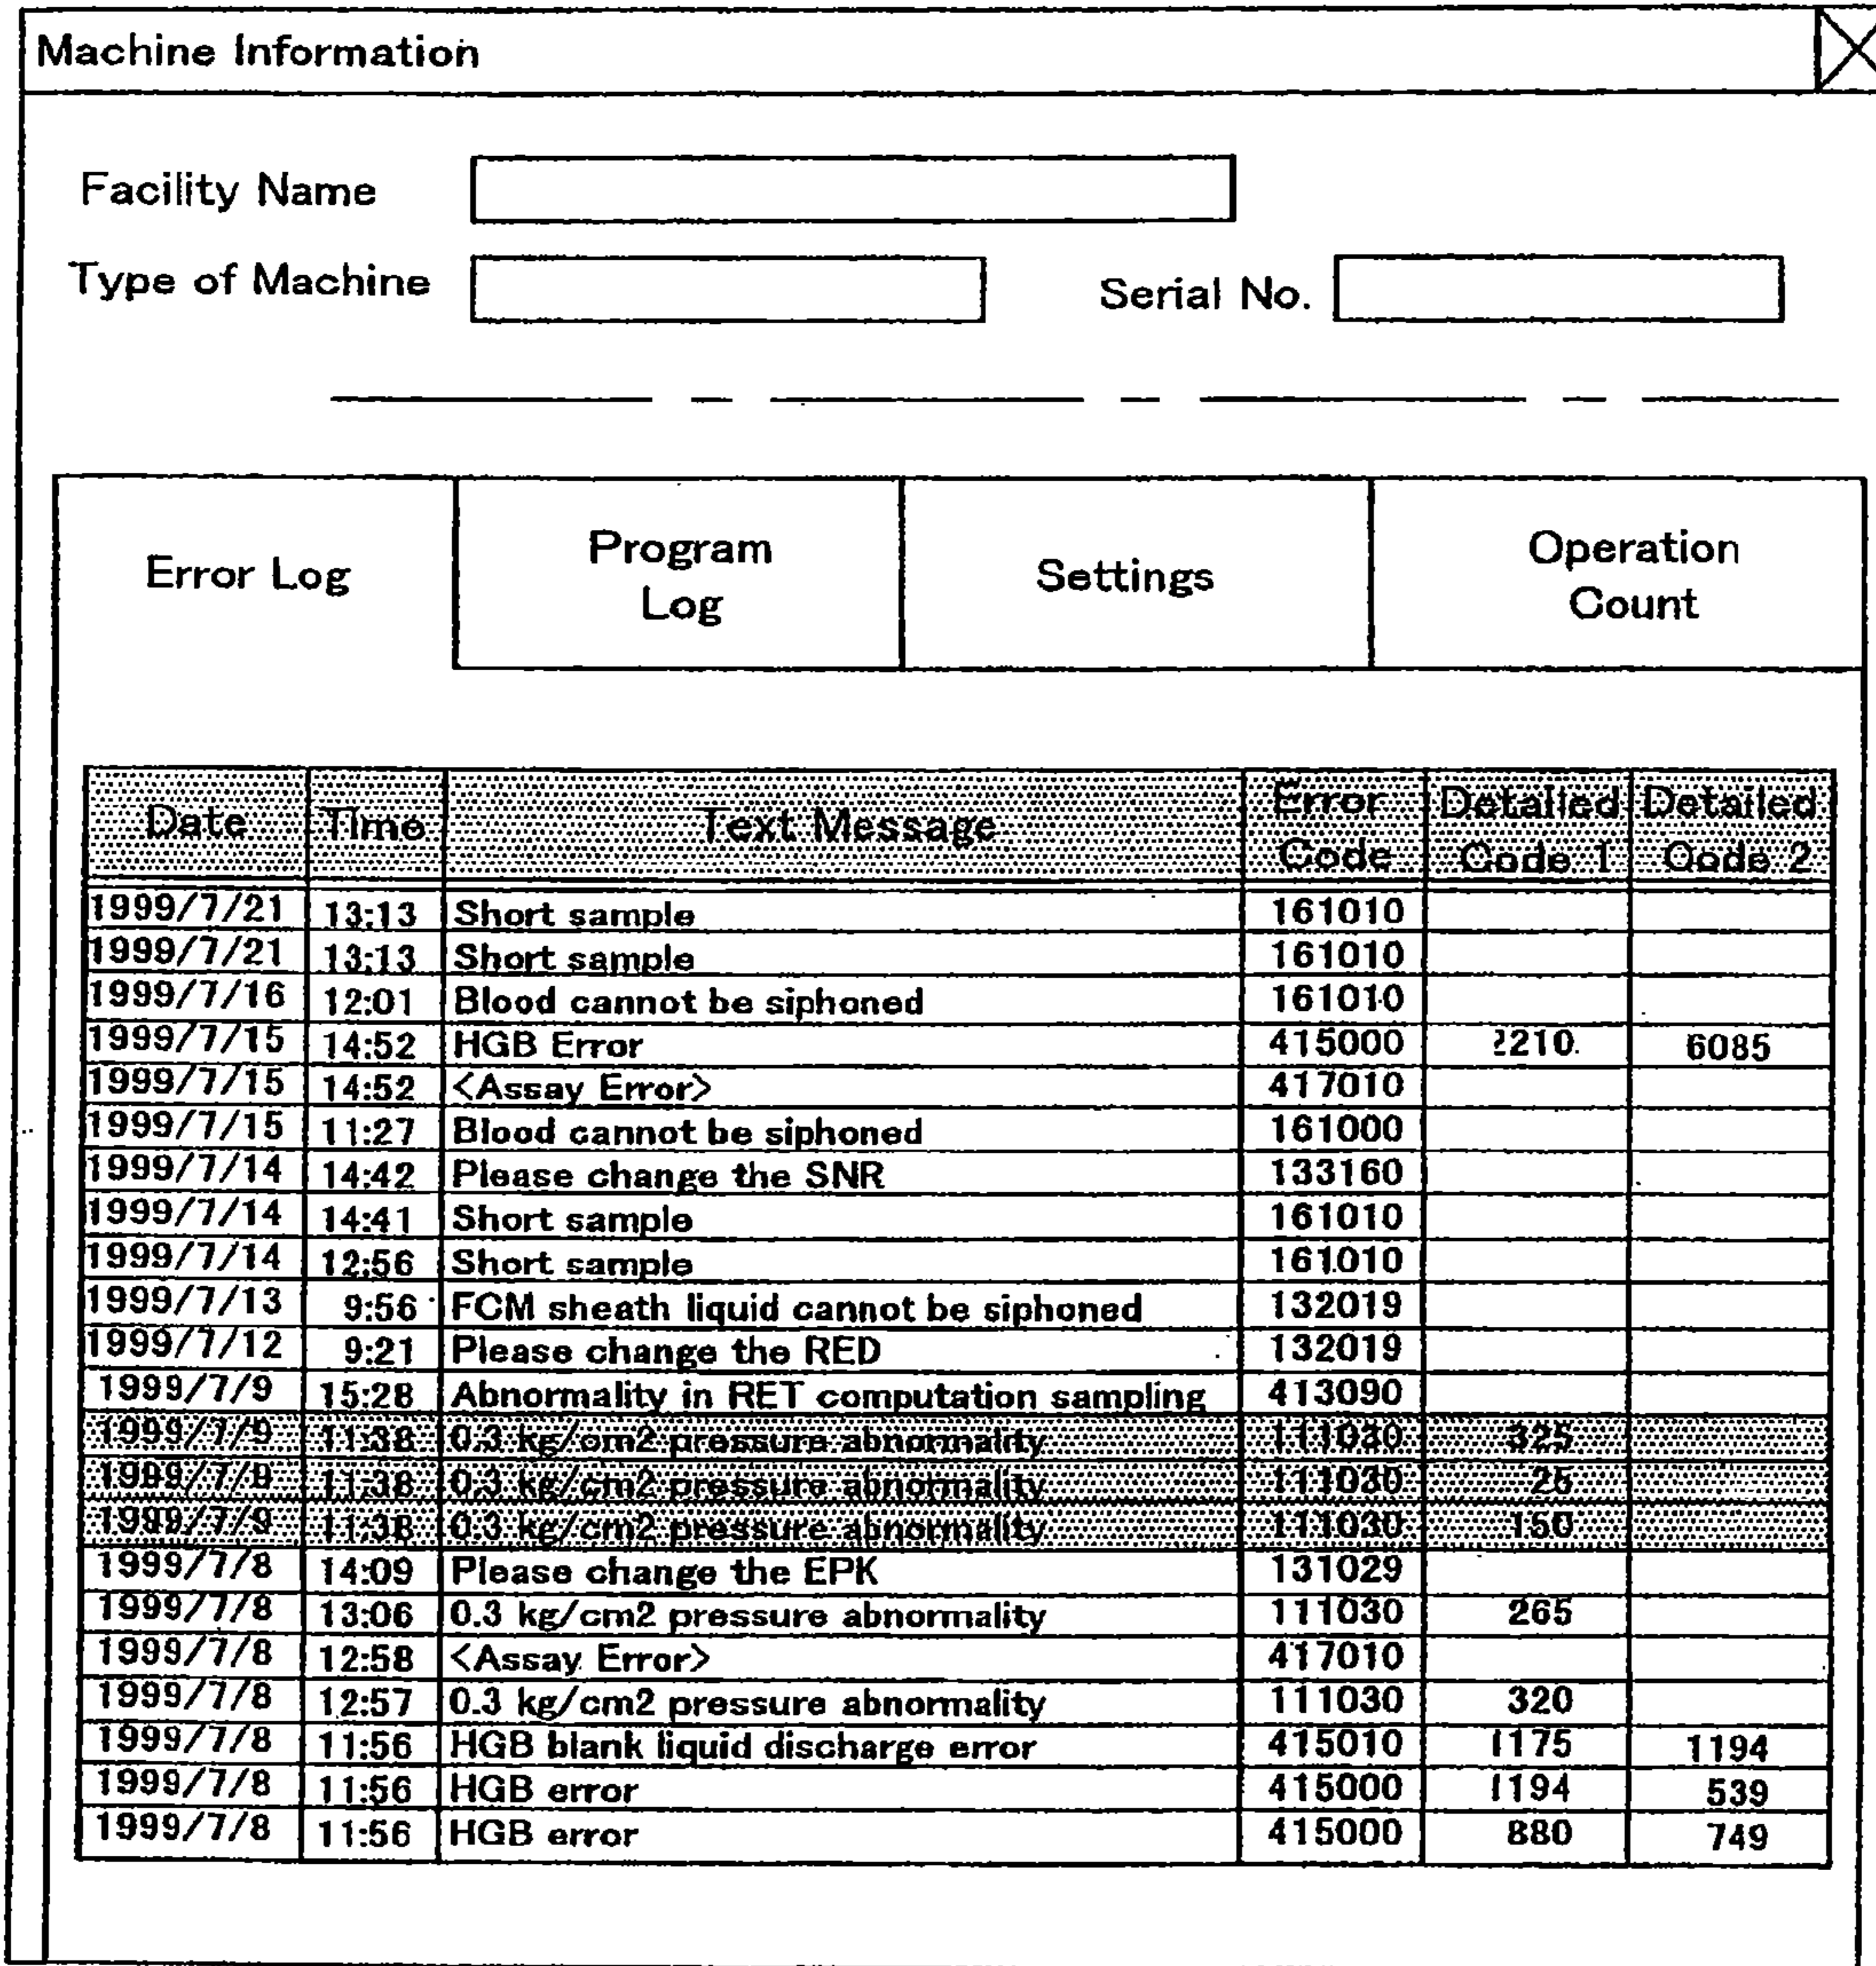 Machine Information
Facility Name
Type of Machine Serial No.
Error Log Program Log Settings Operation Count
Date Time Text Message Error Code Detailed Code 1 Detailed Code 2
1999/7/21 13:13 Short sample 161010
1999/7/21 13:13 Short sample 161010
1999/7/16 12:01 Blood cannot be siphoned 161010
1999/7/15 14:52 HGB Error 415000 2210 6085
1999/7/15 14:52 <Assay Error> 417010
1999/7/15 11:27 Blood cannot be siphoned 161000
1999/7/14 14:42 Please change the SNR 133160
1999/7/14 14:41 Short sample 161010
1999/7/14 12:56 Short sample 161010
1999/7/13 9:56 FCM sheath liquid cannot be siphoned 132019
1999/7/12 9:21 Please change the RED 132019
1999/7/9 15:28 Abnormality in RET computation sampling 413090
1999/7/9 11:38 0.3 kg/cm2 pressure abnormality 111030 325
1999/7/9 11:38 0.3 kg/cm2 pressure abnormality 111030 25
1999/7/9 11:38 0.3 kg/cm2 pressure abnormality 111030 150
1999/7/8 14:09 Please change the EPK 131029
1999/7/8 13:06 0.3 kg/cm2 pressure abnormality 111030 265
1999/7/8 12:58 <Assay Error> 417010
1999/7/8 12:57 0.3 kg/cm2 pressure abnormality 111030 320
1999/7/8 11:56 HGB blank liquid discharge error 415010 1175 1194
1999/7/8 11:56 HGB error 415000 1194 539
1999/7/8 11:56 HGB error 415000 880 749